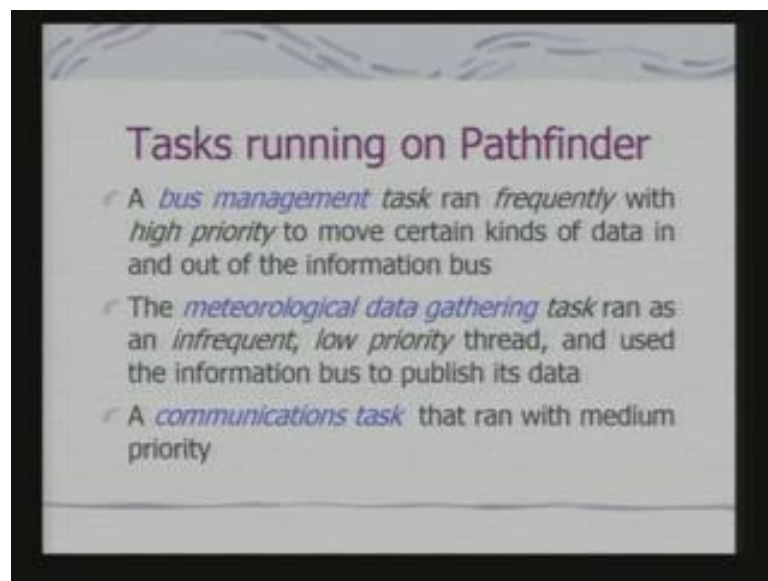 Tasks running on Pathfinder
A bus management task ran frequently with
high priority to move certain kinds of data in
and out of the information bus
The meteorological data gathering task ran as
an infrequent, low priority thread, and used
the information bus to publish its data
A communications task that ran with medium
priority